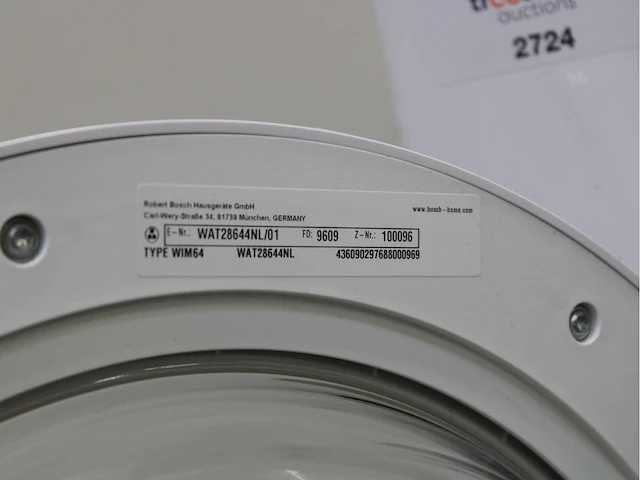 auctions
2724
Robert Bosch Hausgeräte GmbH
Carl-Wery-Straße 34, 81739 München, GERMANY
www.bosch-home.com
E-Nr.: WAT28644NL/01 FD: 9609 Z-Nr.: 100096
TYPE WIM64 WAT28644NL 436090297688000969